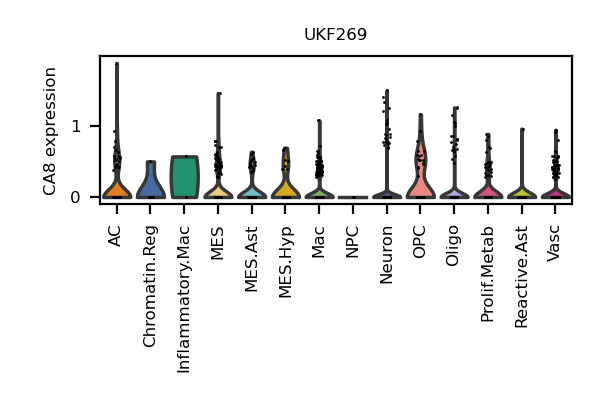 UKF269
CA8 expression
1
0
AC
Chromatin.Reg
Inflammatory.Mac
MES
MES.Ast
MES.Hyp
Mac
NPC
Neuron
OPC
Oligo
Prolif.Metab
Reactive.Ast
Vasc